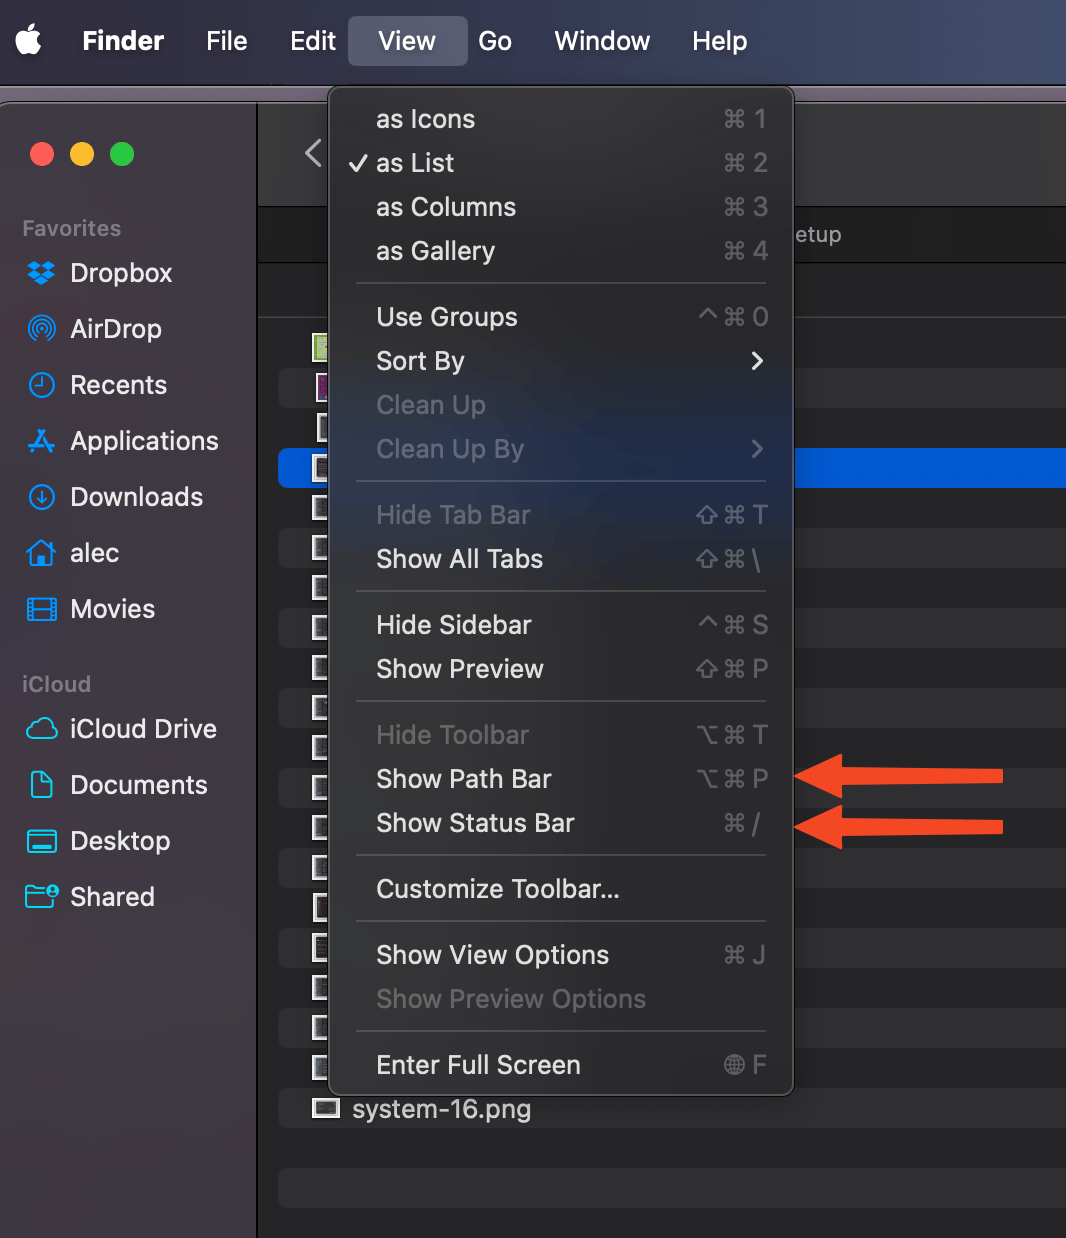 Finder File Edit View Go Window Help
as Icons ⌘ 1
✓ as List ⌘ 2
as Columns ⌘ 3
as Gallery ⌘ 4
etup
Use Groups ^ ⌘ 0
Sort By >
Clean Up
Clean Up By >
Hide Tab Bar ⇧ ⌘ T
Show All Tabs ⇧ ⌘ \
Hide Sidebar ^ ⌘ S
Show Preview ⇧ ⌘ P
Hide Toolbar ⌥ ⌘ T
Show Path Bar ⌥ ⌘ P
Show Status Bar ⌘ /
Customize Toolbar...
Show View Options ⌘ J
Show Preview Options
Enter Full Screen 🌐 F
system-16.png
Favorites
Dropbox
AirDrop
Recents
Applications
Downloads
alec
Movies
iCloud
iCloud Drive
Documents
Desktop
Shared